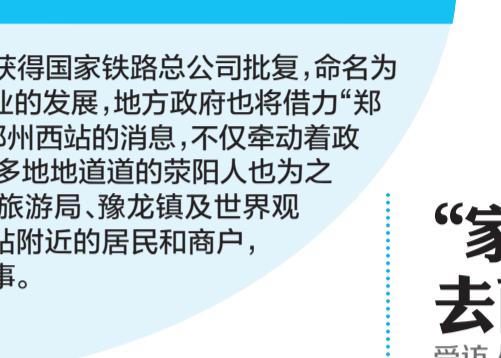 获得国家铁路总公司批复,命名为
业的发展,地方政府也将借力“郑
郑州西站的消息,不仅牵动着政
多地地道道的荥阳人也为之
旅游局、豫龙镇及世界观
站附近的居民和商户,
事。
“家
去
受访